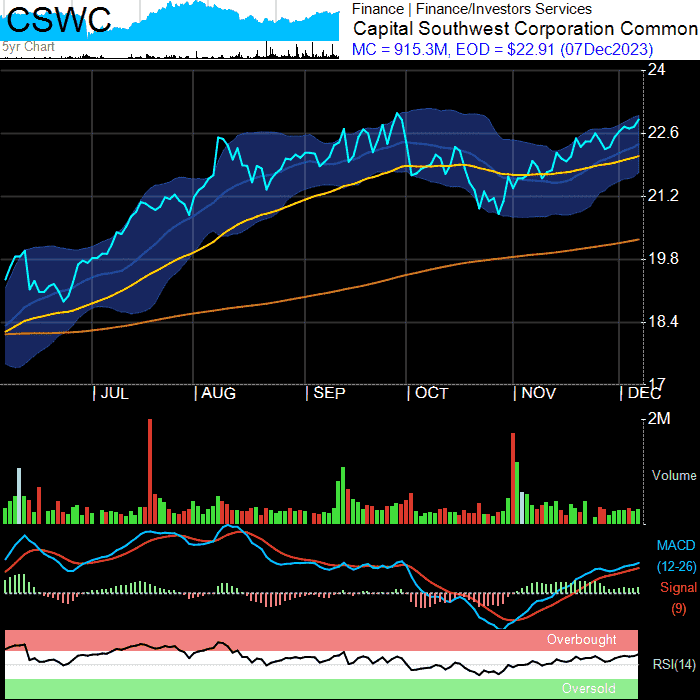 CSWC
5yr Chart
Finance | Finance/Investors Services
Capital Southwest Corporation Common
MC = 915.3M, EOD = $22.91 (07Dec2023)
24
22.6
21.2
19.8
18.4
17
JUL AUG SEP OCT NOV DEC
2M
Volume
MACD
(12-26)
Signal
(9)
Overbought
RSI(14)
Oversold